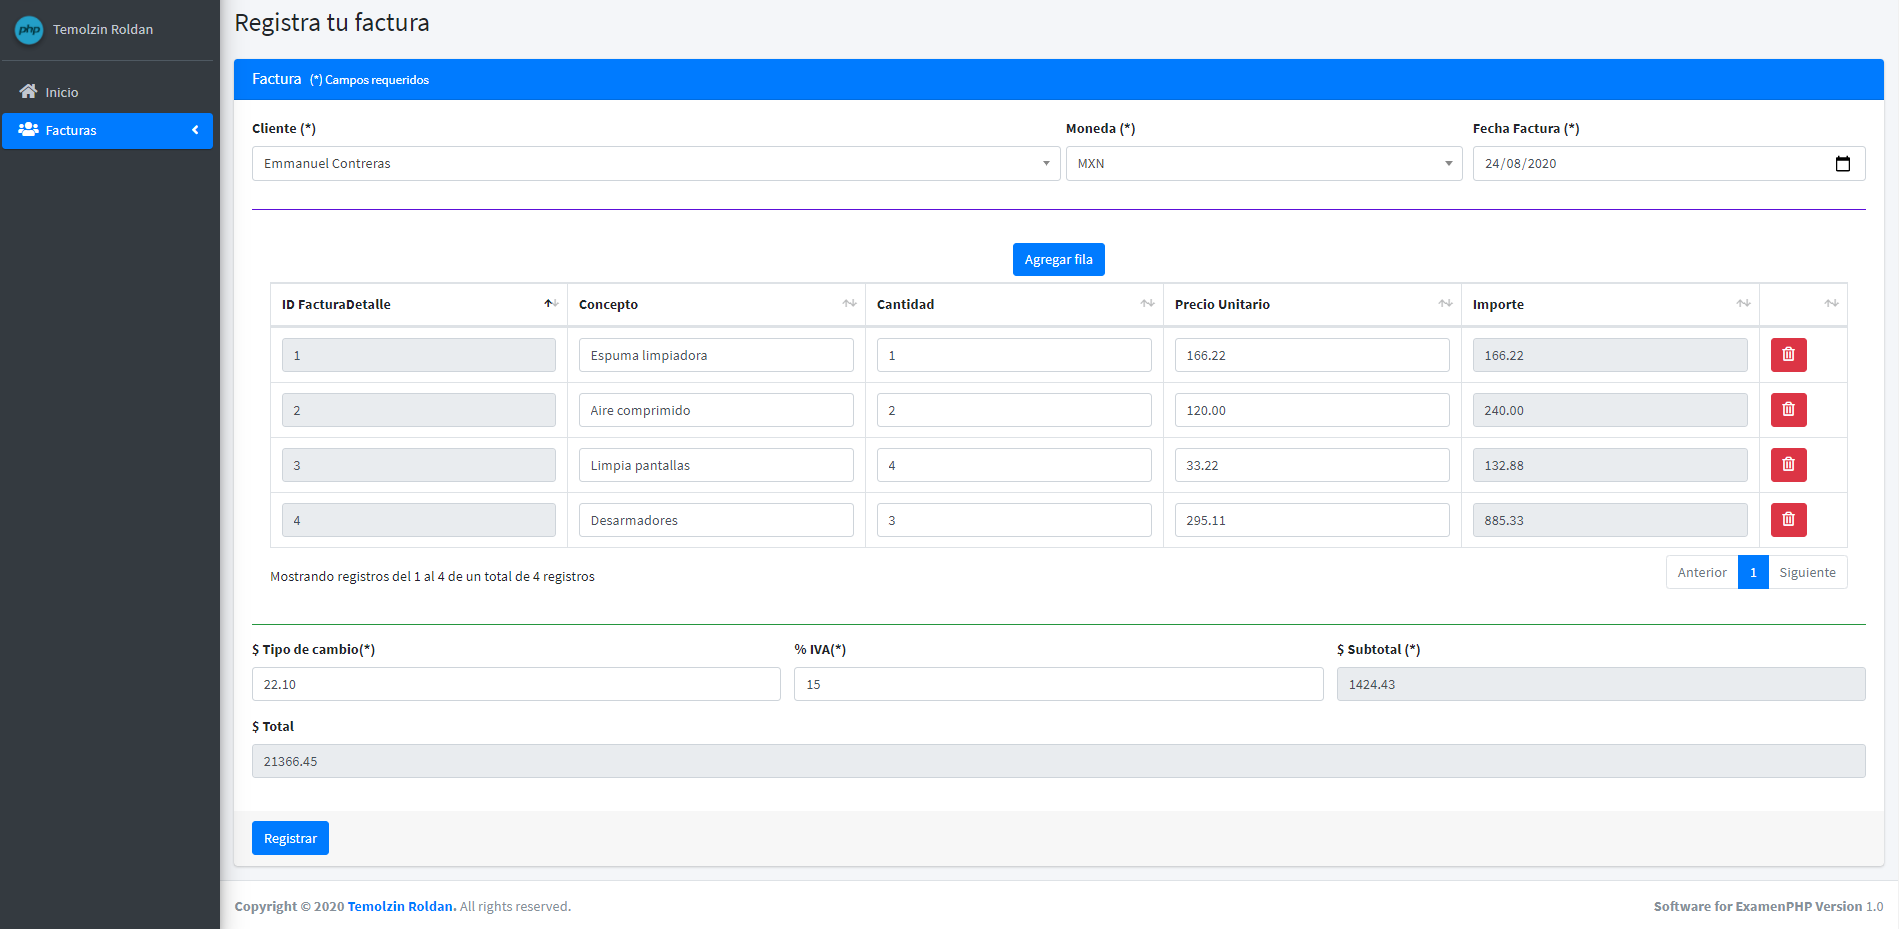 Temolzin Roldan
Inicio
Facturas
Registra tu factura
Factura (*) Campos requeridos
Cliente (*) Moneda (*) Fecha Factura (*)
Emmanuel Contreras MXN 24/08/2020
Agregar fila
ID FacturaDetalle Concepto Cantidad Precio Unitario Importe
1 Espuma limpiadora 1 166.22 166.22
2 Aire comprimido 2 120.00 240.00
3 Limpia pantallas 4 33.22 132.88
4 Desarmadores 3 295.11 885.33
Mostrando registros del 1 al 4 de un total de 4 registros
Anterior 1 Siguiente
$ Tipo de cambio(*) % IVA(*) $ Subtotal (*)
22.10 15 1424.43
$ Total
21366.45
Registrar
Copyright © 2020 Temolzin Roldan. All rights reserved. Software for ExamenPHP Version 1.0
php